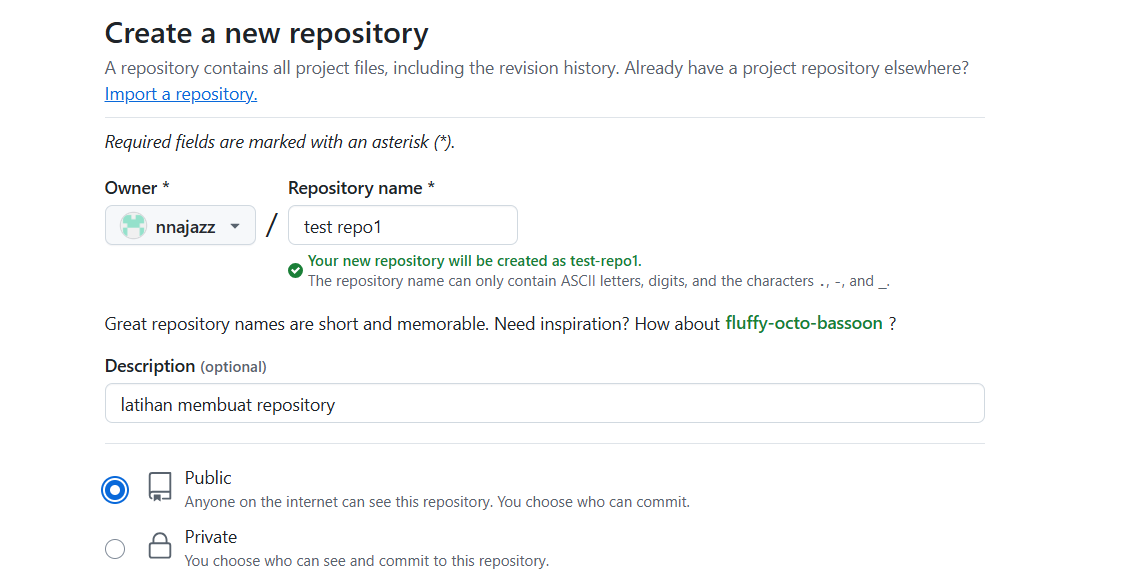 Create a new repository
A repository contains all project files, including the revision history. Already have a project repository elsewhere?
Import a repository.
Required fields are marked with an asterisk (*).
Owner *
Repository name *
nnajazz
/
test repo1
Your new repository will be created as test-repo1.
The repository name can only contain ASCII letters, digits, and the characters ., -, and _.
Great repository names are short and memorable. Need inspiration? How about fluffy-octo-bassoon ?
Description (optional)
latihan membuat repository
Public
Anyone on the internet can see this repository. You choose who can commit.
Private
You choose who can see and commit to this repository.